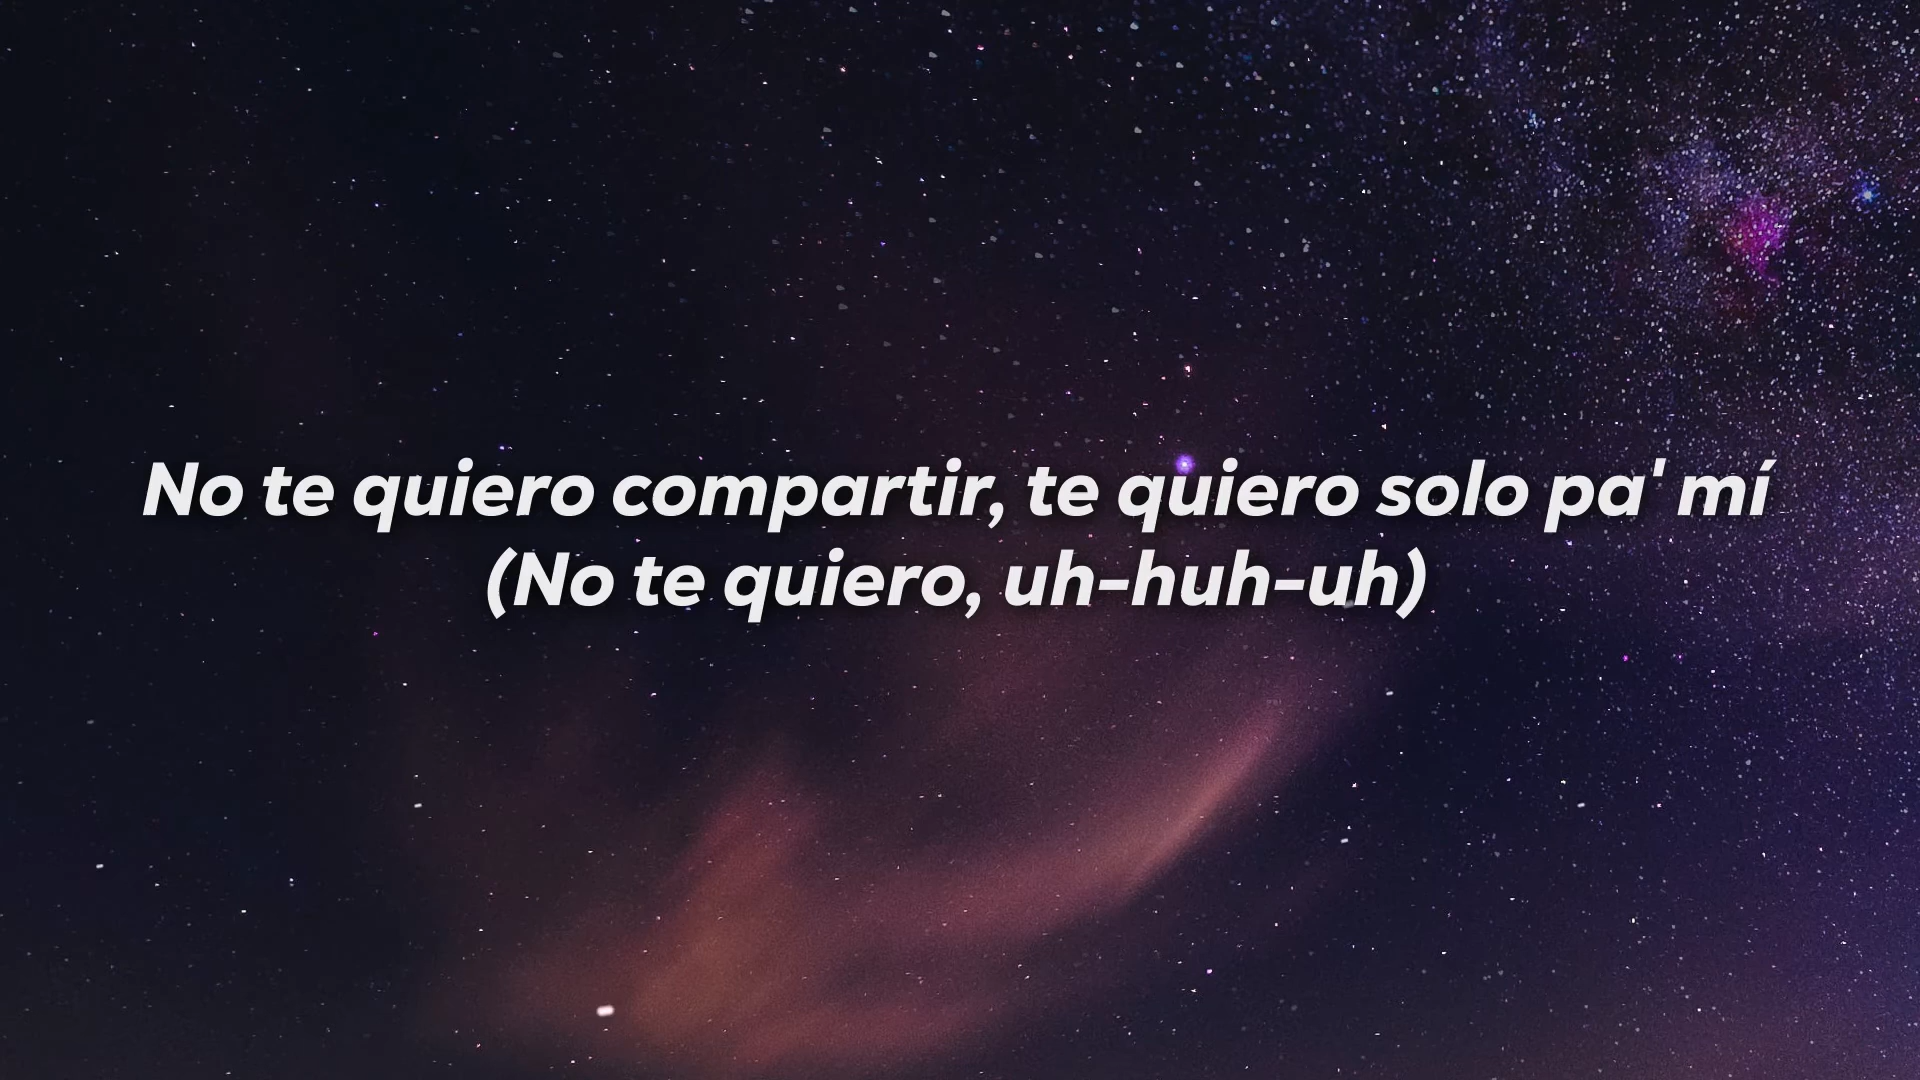 No te quiero compartir, te quiero solo pa' mí
(No te quiero, uh-huh-uh)